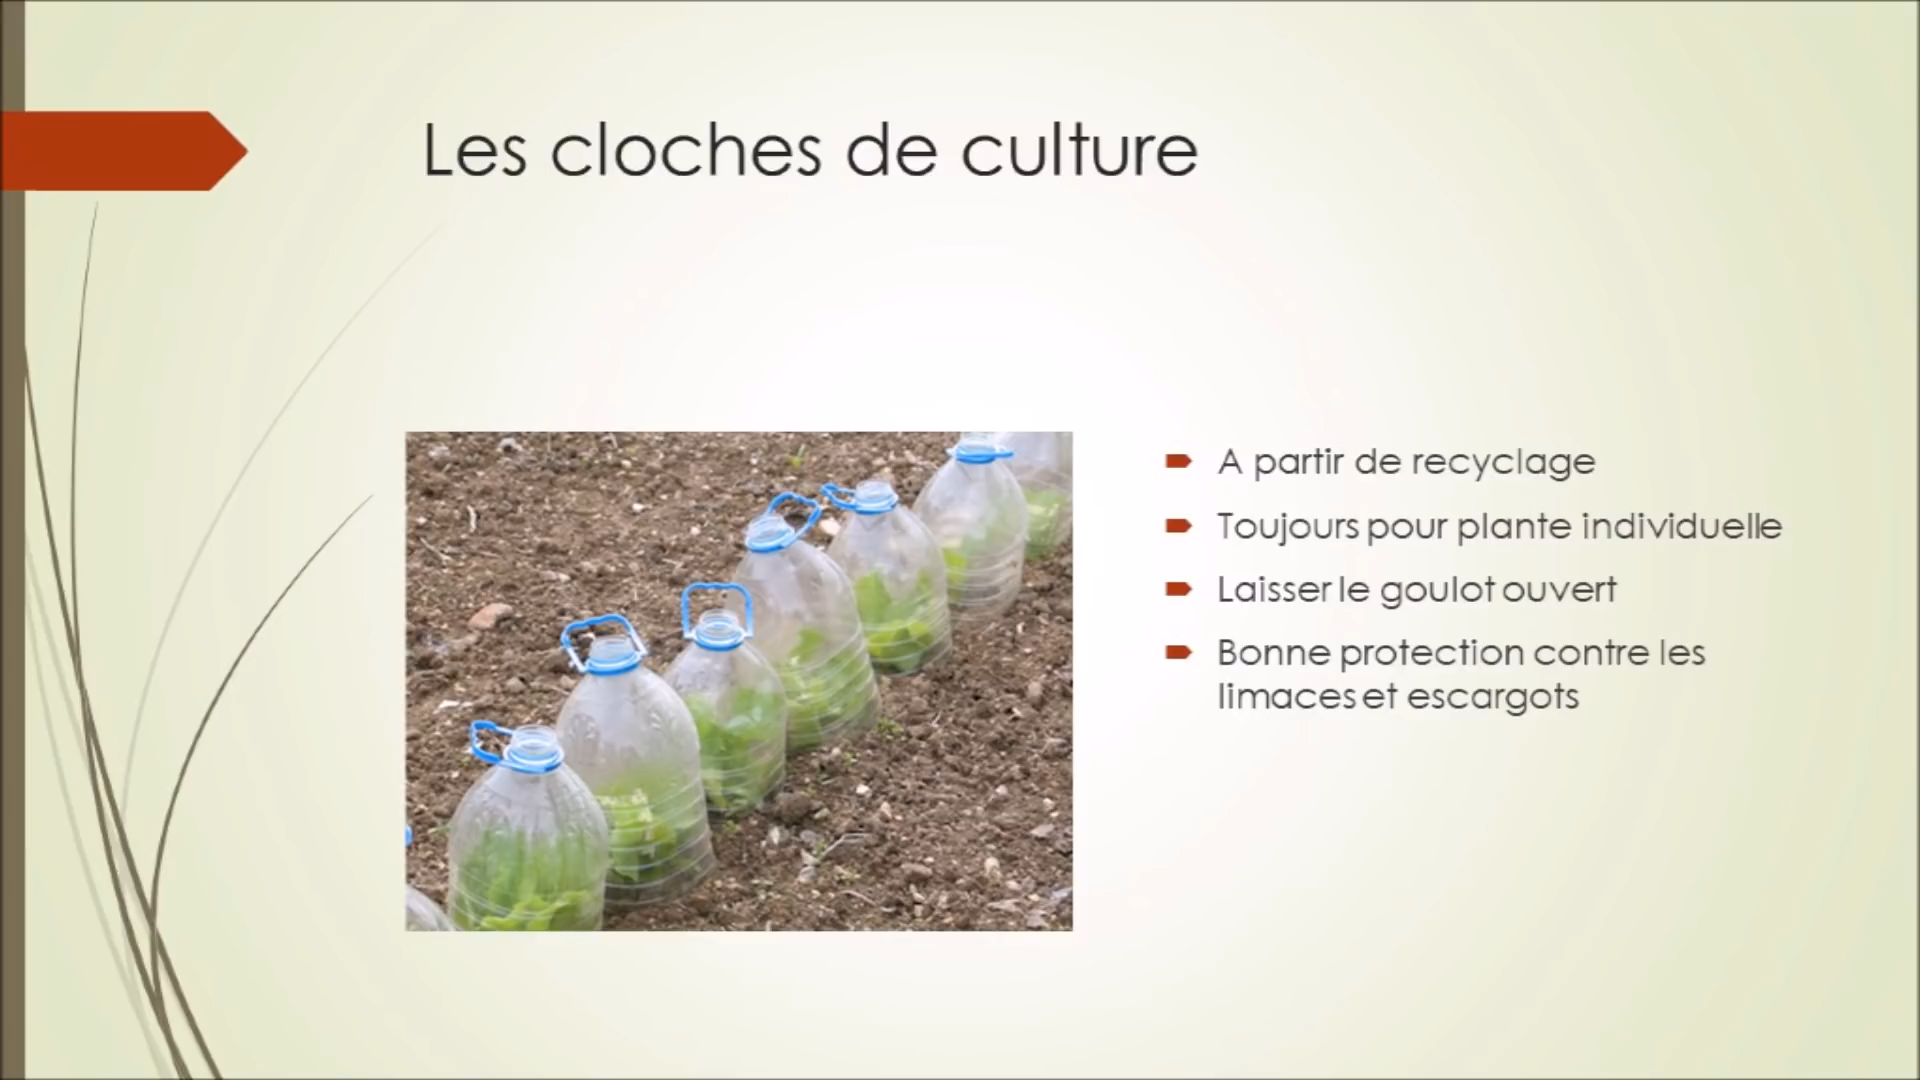 Les cloches de culture
A partir de recyclage
Toujours pour plante individuelle
Laisser le goulot ouvert
Bonne protection contre les
limaces et escargots